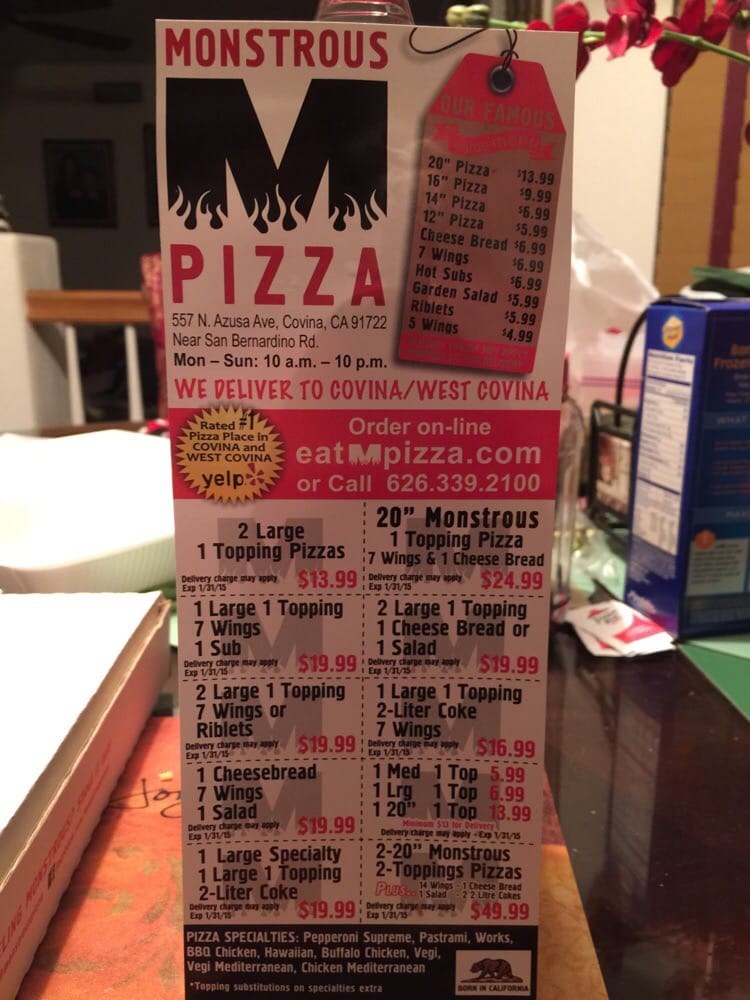 MONSTROUS
M
PIZZA
557 N. Azusa Ave, Covina, CA 91722
Near San Bernardino Rd.
Mon – Sun: 10 a.m. – 10 p.m.
OUR FAMOUS
20" Pizza $13.99
16" Pizza $9.99
14" Pizza $6.99
12" Pizza $5.99
Cheese Bread $6.99
7 Wings $6.99
Hot Subs $6.99
Garden Salad $5.99
Riblets $5.99
5 Wings $4.99
WE DELIVER TO COVINA/WEST COVINA
Rated #1
Pizza Place in
COVINA and
WEST COVINA
yelp
Order on-line
eatMpizza.com
or Call 626.339.2100
2 Large
1 Topping Pizzas
Delivery charge may apply
Exp 1/31/15
$13.99
20" Monstrous
1 Topping Pizza
7 Wings & 1 Cheese Bread
Delivery charge may apply
Exp 1/31/15
$24.99
1 Large 1 Topping
7 Wings
1 Sub
Delivery charge may apply
Exp 1/31/15
$19.99
2 Large 1 Topping
1 Cheese Bread or
1 Salad
Delivery charge may apply
Exp 1/31/15
$19.99
2 Large 1 Topping
7 Wings or
Riblets
Delivery charge may apply
Exp 1/31/15
$19.99
1 Large 1 Topping
2-Liter Coke
7 Wings
Delivery charge may apply
Exp 1/31/15
$16.99
1 Cheesebread
7 Wings
1 Salad
Delivery charge may apply
Exp 1/31/15
$19.99
1 Med 1 Top 5.99
1 Lrg 1 Top 6.99
1 20" 1 Top 13.99
Minimum $13 for Delivery
Delivery charge may apply - Exp 1/31/15
1 Large Specialty
1 Large 1 Topping
2-Liter Coke
Delivery charge may apply
Exp 1/31/15
$19.99
2-20" Monstrous
2-Toppings Pizzas
PLUS... 14 Wings - 1 Cheese Bread
1 Salad - 2 2 Litre Cokes
Delivery charge may apply
Exp 1/31/15
$49.99
PIZZA SPECIALTIES: Pepperoni Supreme, Pastrami, Works,
BBQ Chicken, Hawaiian, Buffalo Chicken, Vegi,
Vegi Mediterranean, Chicken Mediterranean
*Topping substitutions on specialties extra
BORN IN CALIFORNIA
Nutrition Facts